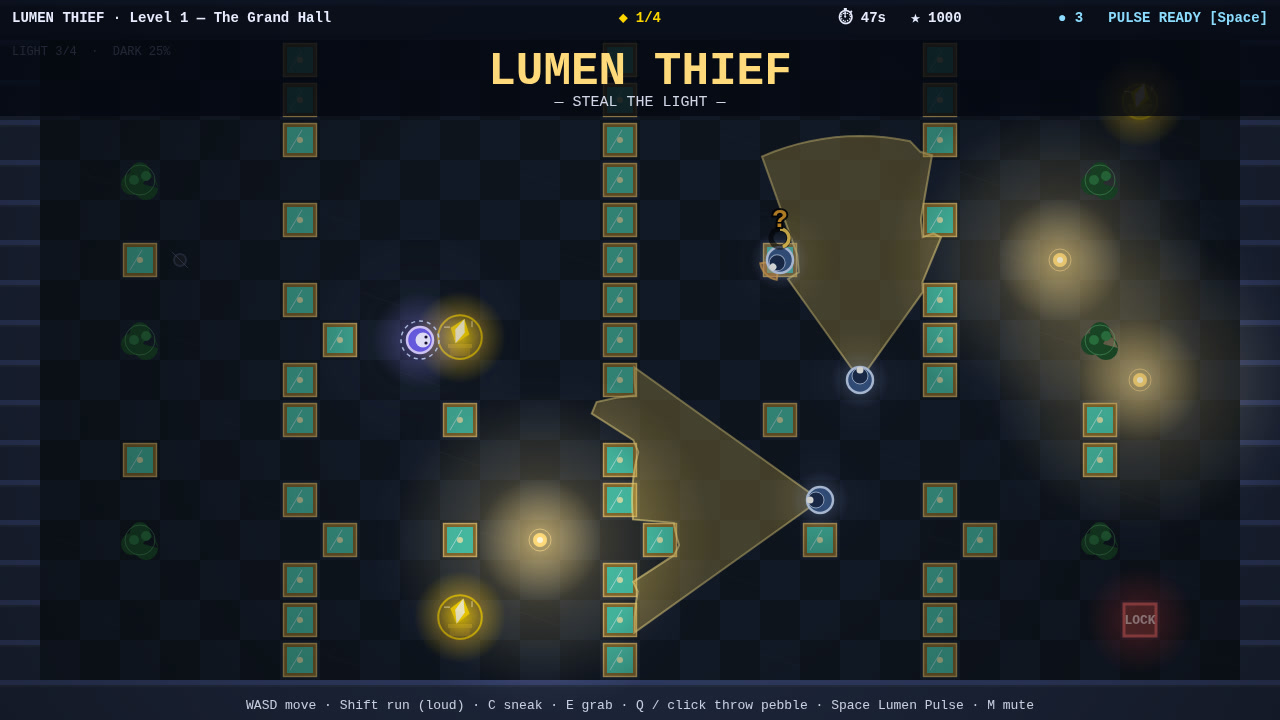 LUMEN THIEF · Level 1 — The Grand Hall
◆ 1/4
⏱ 47s ★ 1000
● 3 PULSE READY [Space]
LIGHT 3/4 · DARK 25%
LUMEN THIEF
— STEAL THE LIGHT —
?
LOCK
WASD move · Shift run (loud) · C sneak · E grab · Q / click throw pebble · Space Lumen Pulse · M mute